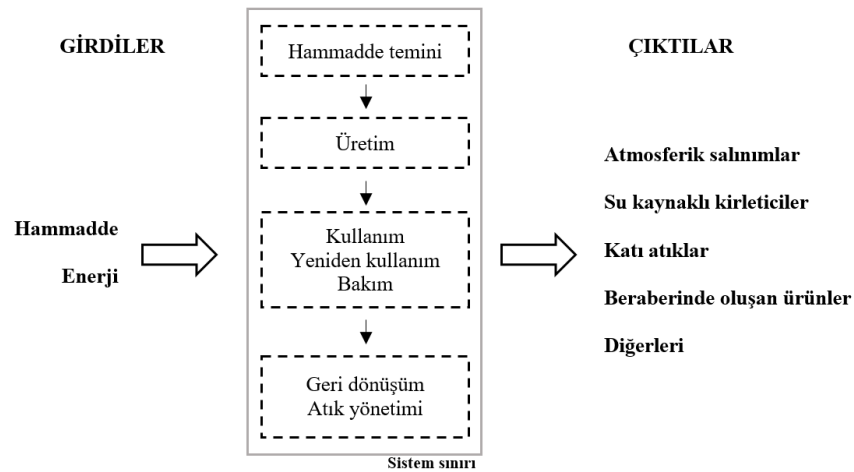 GİRDİLER
Hammadde
Enerji
Hammadde temini
Üretim
Kullanım
Yeniden kullanım
Bakım
Geri dönüşüm
Atık yönetimi
Sistem sınırı
ÇIKTILAR
Atmosferik salınımlar
Su kaynaklı kirleticiler
Katı atıklar
Beraberinde oluşan ürünler
Diğerleri